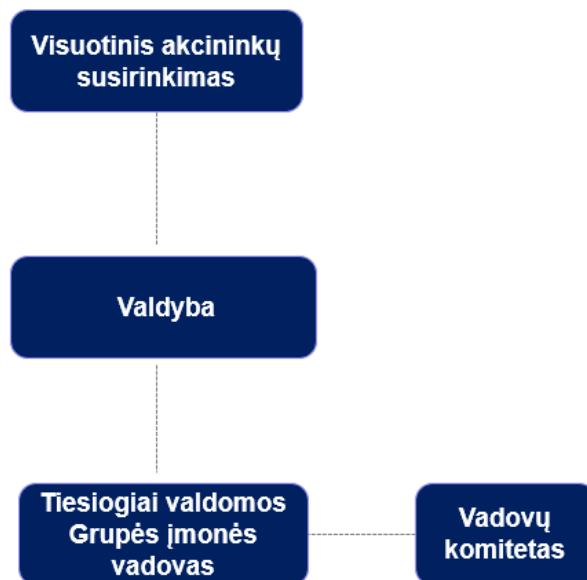 Visuotinis akcininkų
susirinkimas
Valdyba
Tiesiogiai valdomos
Grupės įmonės
vadovas
Vadovų
komitetas